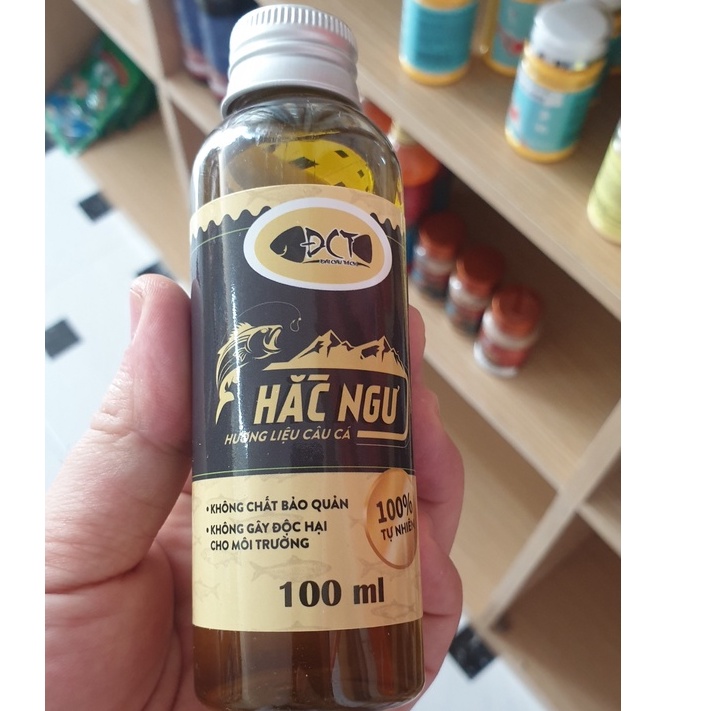 ĐCT
HẮC NGƯ
HƯƠNG LIỆU CÂU CÁ
• KHÔNG CHẤT BẢO QUẢN
• KHÔNG GÂY ĐỘC HẠI
CHO MÔI TRƯỜNG
100%
TỰ NHIÊN
100 ml